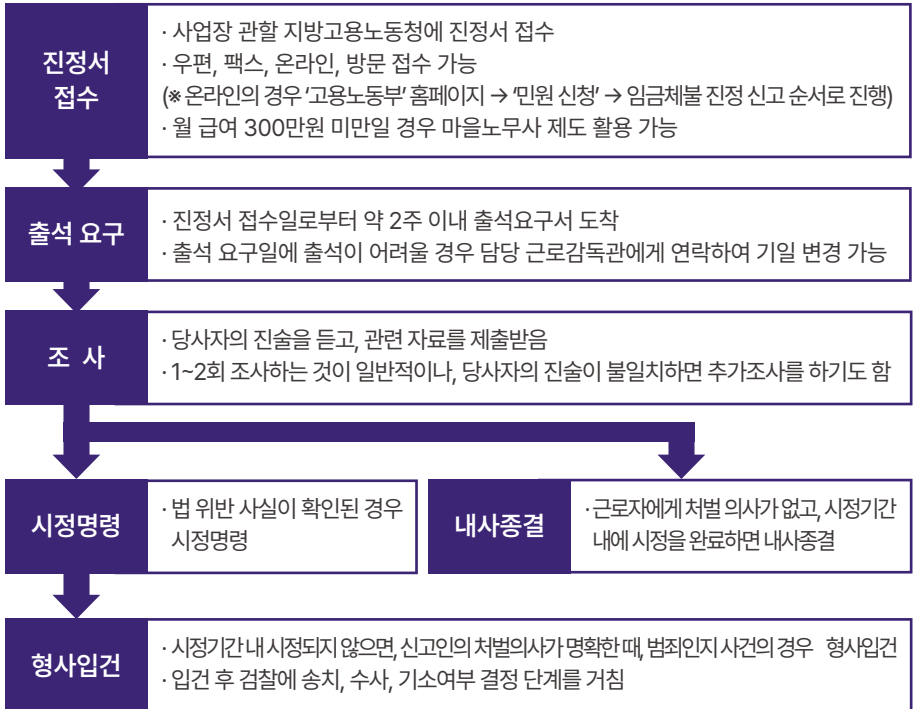 진정서
접수
· 사업장 관할 지방고용노동청에 진정서 접수
· 우편, 팩스, 온라인, 방문 접수 가능
(※ 온라인의 경우 ‘고용노동부’ 홈페이지 → ‘민원 신청’ → 임금체불 진정 신고 순서로 진행)
· 월 급여 300만원 미만일 경우 마을노무사 제도 활용 가능
출석 요구
· 진정서 접수일로부터 약 2주 이내 출석요구서 도착
· 출석 요구일에 출석이 어려울 경우 담당 근로감독관에게 연락하여 기일 변경 가능
조 사
· 당사자의 진술을 듣고, 관련 자료를 제출받음
· 1~2회 조사하는 것이 일반적이나, 당사자의 진술이 불일치하면 추가조사를 하기도 함
시정명령
· 법 위반 사실이 확인된 경우
시정명령
내사종결
· 근로자에게 처벌 의사가 없고, 시정기간
내에 시정을 완료하면 내사종결
형사입건
· 시정기간 내 시정되지 않으면, 신고인의 처벌의사가 명확한 때, 범죄인지 사건의 경우 형사입건
· 입건 후 검찰에 송치, 수사, 기소여부 결정 단계를 거침